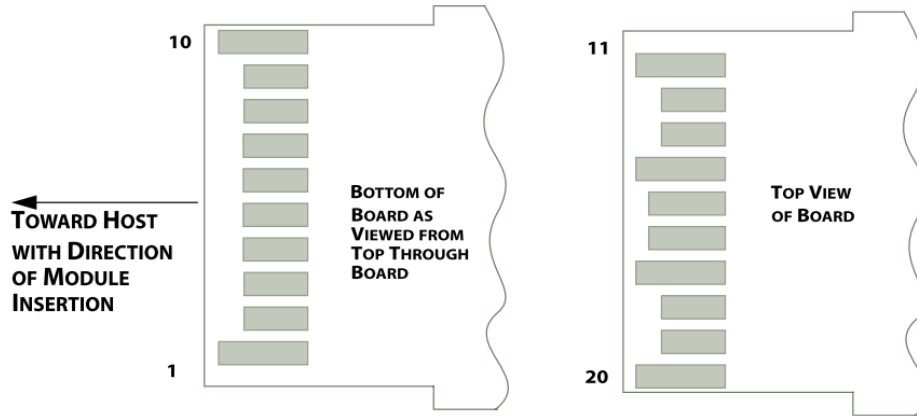 10
Toward Host
with Direction
of Module
Insertion
1
Bottom of
Board as
Viewed from
Top Through
Board
11
20
Top View
of Board